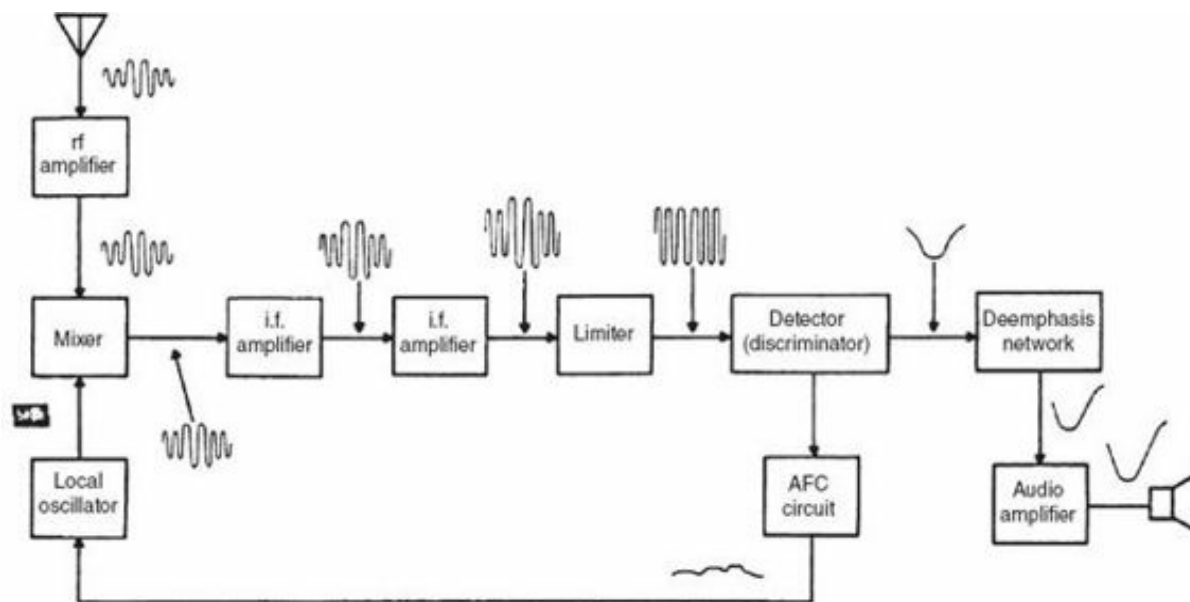 rf
amplifier
Mixer
i.f.
amplifier
i.f.
amplifier
Limiter
Detector
(discriminator)
Deemphasis
network
Local
oscillator
AFC
circuit
Audio
amplifier